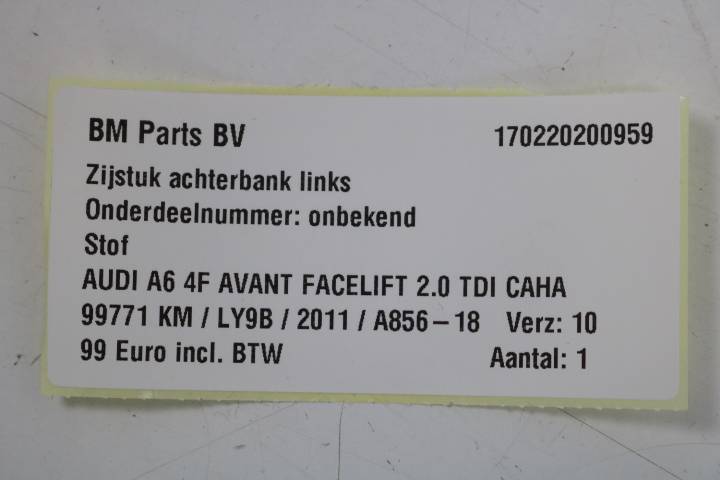 BM Parts BV 170220200959
Zijstuk achterbank links
Onderdeelnummer: onbekend
Stof
AUDI A6 4F AVANT FACELIFT 2.0 TDI CAHA
99771 KM / LY9B / 2011 / A856-18 Verz: 10
99 Euro incl. BTW Aantal: 1